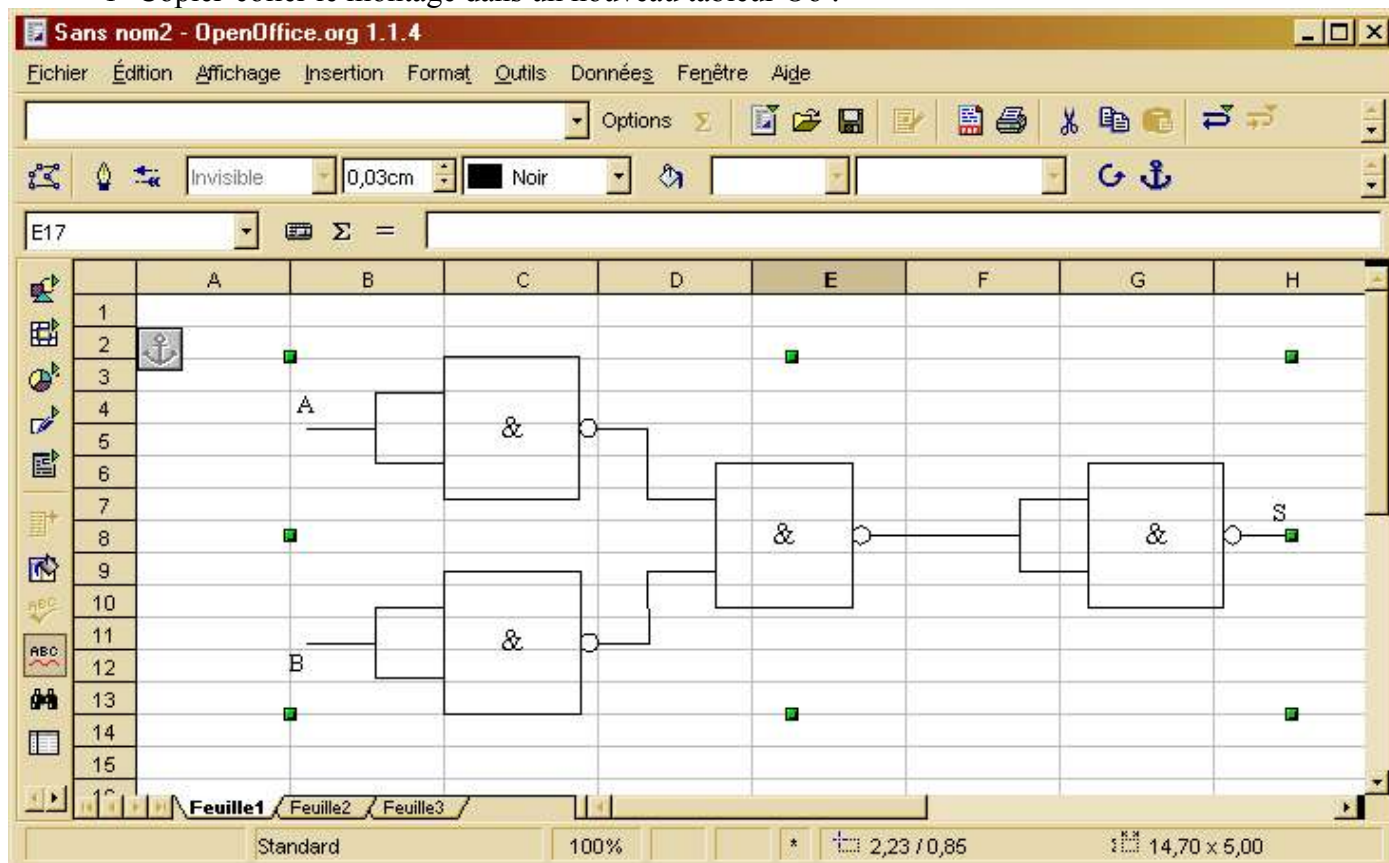 Sans nom2 - OpenOffice.org 1.1.4
Fichier Édition Affichage Insertion Format Outils Données Fenêtre Aide
Options Σ
Invisible 0,03cm Noir
E17 Σ =
A B C D E F G H
1
2
3
4 A
5 &
6
7 S
8 & &
9
10
11 &
12 B
13
14
15
Feuille1 Feuille2 Feuille3
Standard 100% * 2,23 / 0,85 14,70 x 5,00